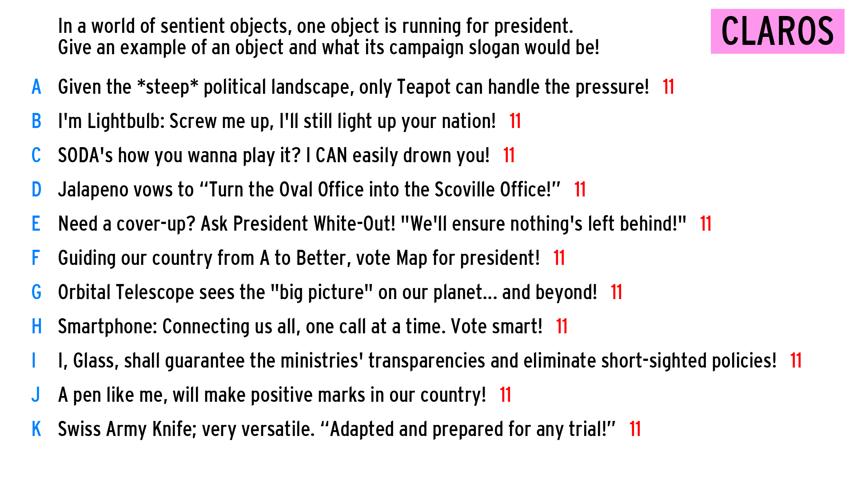 In a world of sentient objects, one object is running for president.
Give an example of an object and what its campaign slogan would be!
CLAROS
A Given the *steep* political landscape, only Teapot can handle the pressure! 11
B I'm Lightbulb: Screw me up, I'll still light up your nation! 11
C SODA's how you wanna play it? I CAN easily drown you! 11
D Jalapeno vows to “Turn the Oval Office into the Scoville Office!” 11
E Need a cover-up? Ask President White-Out! "We'll ensure nothing's left behind!" 11
F Guiding our country from A to Better, vote Map for president! 11
G Orbital Telescope sees the "big picture" on our planet... and beyond! 11
H Smartphone: Connecting us all, one call at a time. Vote smart! 11
I I, Glass, shall guarantee the ministries' transparencies and eliminate short-sighted policies! 11
J A pen like me, will make positive marks in our country! 11
K Swiss Army Knife; very versatile. “Adapted and prepared for any trial!” 11